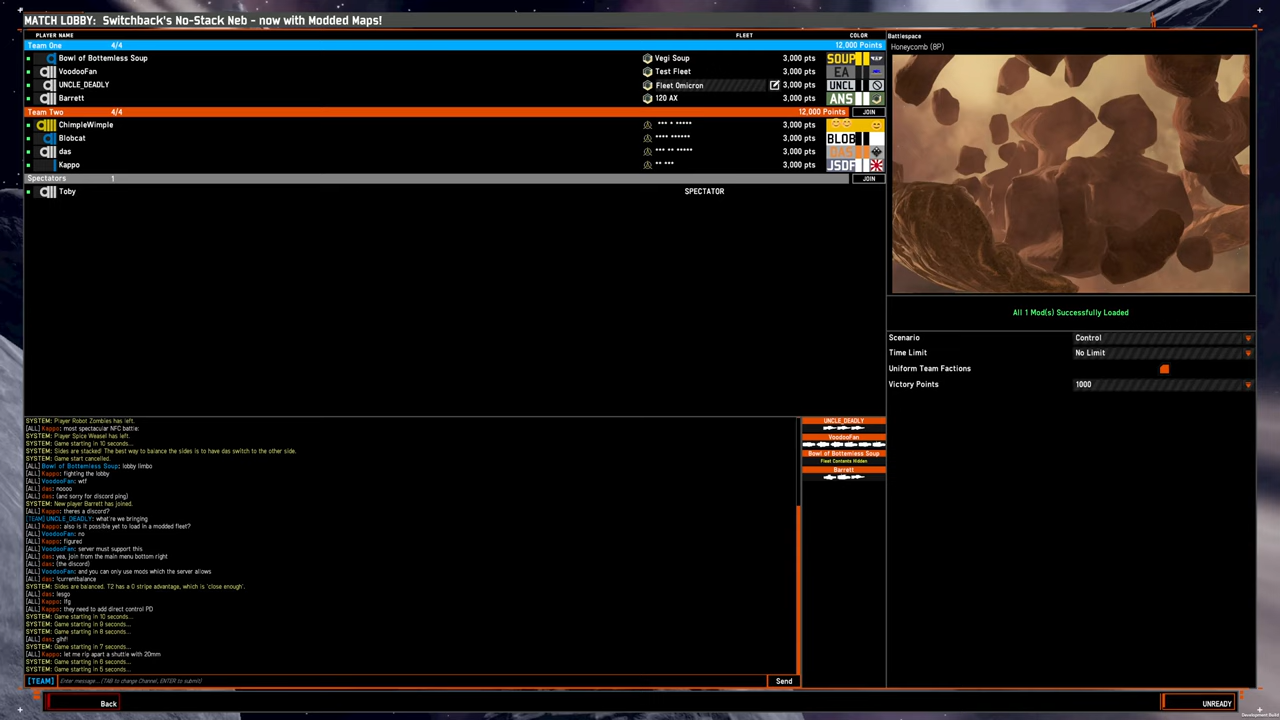 MATCH LOBBY: Switchback's No-Stack Neb - now with Modded Maps!
PLAYER NAME FLEET COLOR
Team One 4/4 12,000 Points
Bowl of Bottemless Soup Vegi Soup 3,000 pts SOUP
VoodooFan Test Fleet 3,000 pts EA
UNCLE_DEADLY Fleet Omicron 3,000 pts UNCL
Barrett 120 AX 3,000 pts ANS
Team Two 4/4 12,000 Points JOIN
ChimpleWimple *** * ***** 3,000 pts
Blobcat **** ****** 3,000 pts BLOB
das *** ** ***** 3,000 pts DAS
Kappo ** *** 3,000 pts JSDF
Spectators 1 JOIN
Toby SPECTATOR
Battlespace
Honeycomb (8P)
All 1 Mod(s) Successfully Loaded
Scenario Control
Time Limit No Limit
Uniform Team Factions
Victory Points 1000
SYSTEM: Player Robot Zombies has left.
[ALL] Kappo: most spectacular NFC battle:
SYSTEM: Player Spice Weasel has left.
SYSTEM: Game starting in 10 seconds...
SYSTEM: Sides are stacked! The best way to balance the sides is to have das switch to the other side.
SYSTEM: Game start cancelled.
[ALL] Bowl of Bottemless Soup: lobby limbo
[ALL] Kappo: fighting the lobby
[ALL] VoodooFan: wtf
[ALL] das: noooo
[ALL] das: (and sorry for discord ping)
SYSTEM: New player Barrett has joined.
[ALL] Kappo: theres a discord?
[TEAM] UNCLE_DEADLY: what're we bringing
[ALL] Kappo: also is it possible yet to load in a modded fleet?
[ALL] VoodooFan: no
[ALL] Kappo: figured
[ALL] VoodooFan: server must support this
[ALL] das: yea, join from the main menu bottom right
[ALL] das: (the discord)
[ALL] VoodooFan: and you can only use mods which the server allows
[ALL] das: !currentbalance
SYSTEM: Sides are balanced. T2 has a 0 stripe advantage, which is 'close enough'.
[ALL] das: lesgo
[ALL] Kappo: lfg
[ALL] Kappo: they need to add direct control PD
SYSTEM: Game starting in 10 seconds...
SYSTEM: Game starting in 9 seconds...
SYSTEM: Game starting in 8 seconds...
[ALL] das: glhf!
SYSTEM: Game starting in 7 seconds...
[ALL] Kappo: let me rip apart a shuttle with 20mm
SYSTEM: Game starting in 6 seconds...
SYSTEM: Game starting in 5 seconds...
UNCLE_DEADLY
VoodooFan
Bowl of Bottemless Soup
Fleet Contents Hidden
Barrett
[TEAM] Enter message... (TAB to change Channel, ENTER to submit) Send
Back UNREADY
Development Build